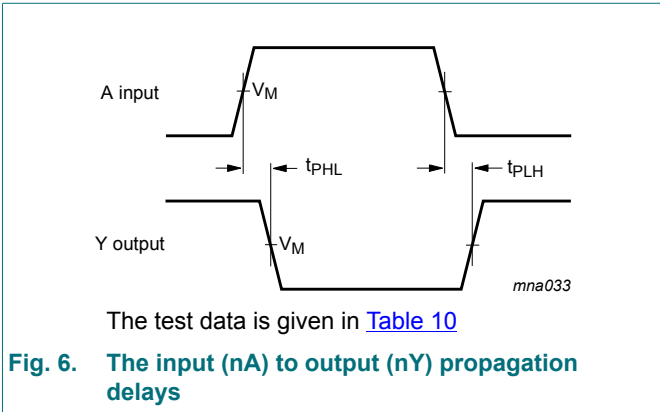 A input
VM
tPHL
tPLH
Y output
VM
mna033
The test data is given in Table 10
Fig. 6. The input (nA) to output (nY) propagation
delays